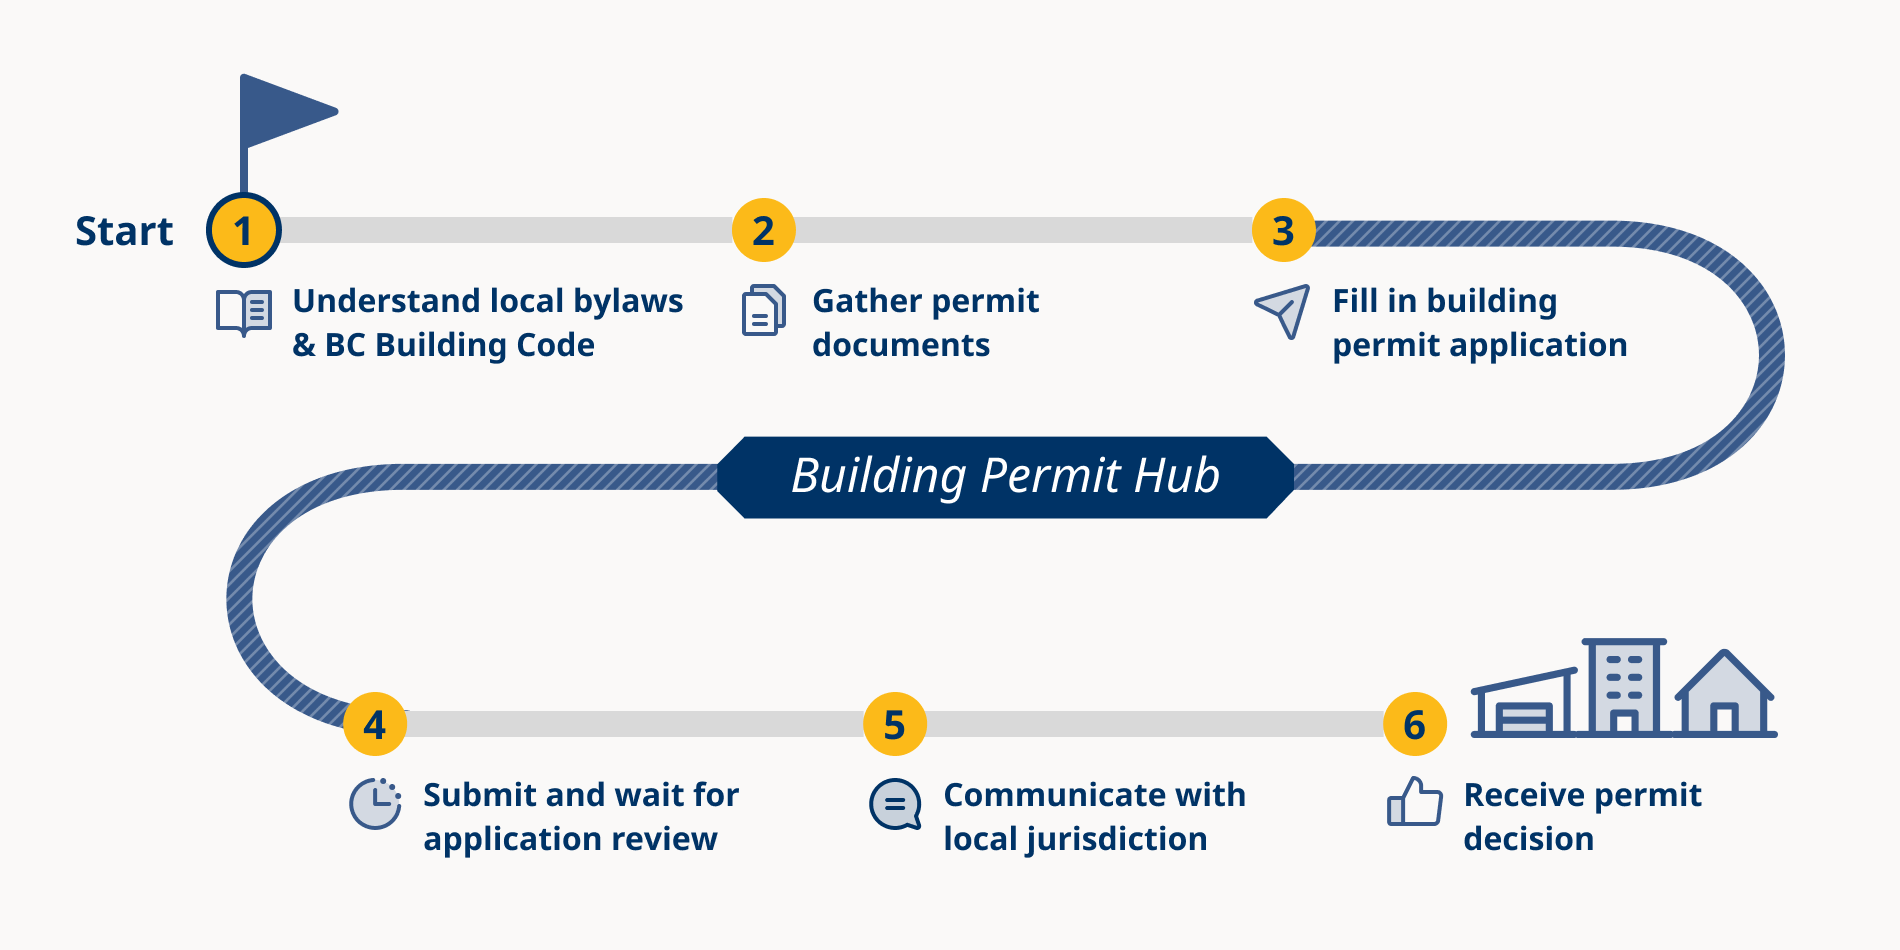 Start
1
2
3
Understand local bylaws
& BC Building Code
Gather permit
documents
Fill in building
permit application
Building Permit Hub
4
5
6
Submit and wait for
application review
Communicate with
local jurisdiction
Receive permit
decision